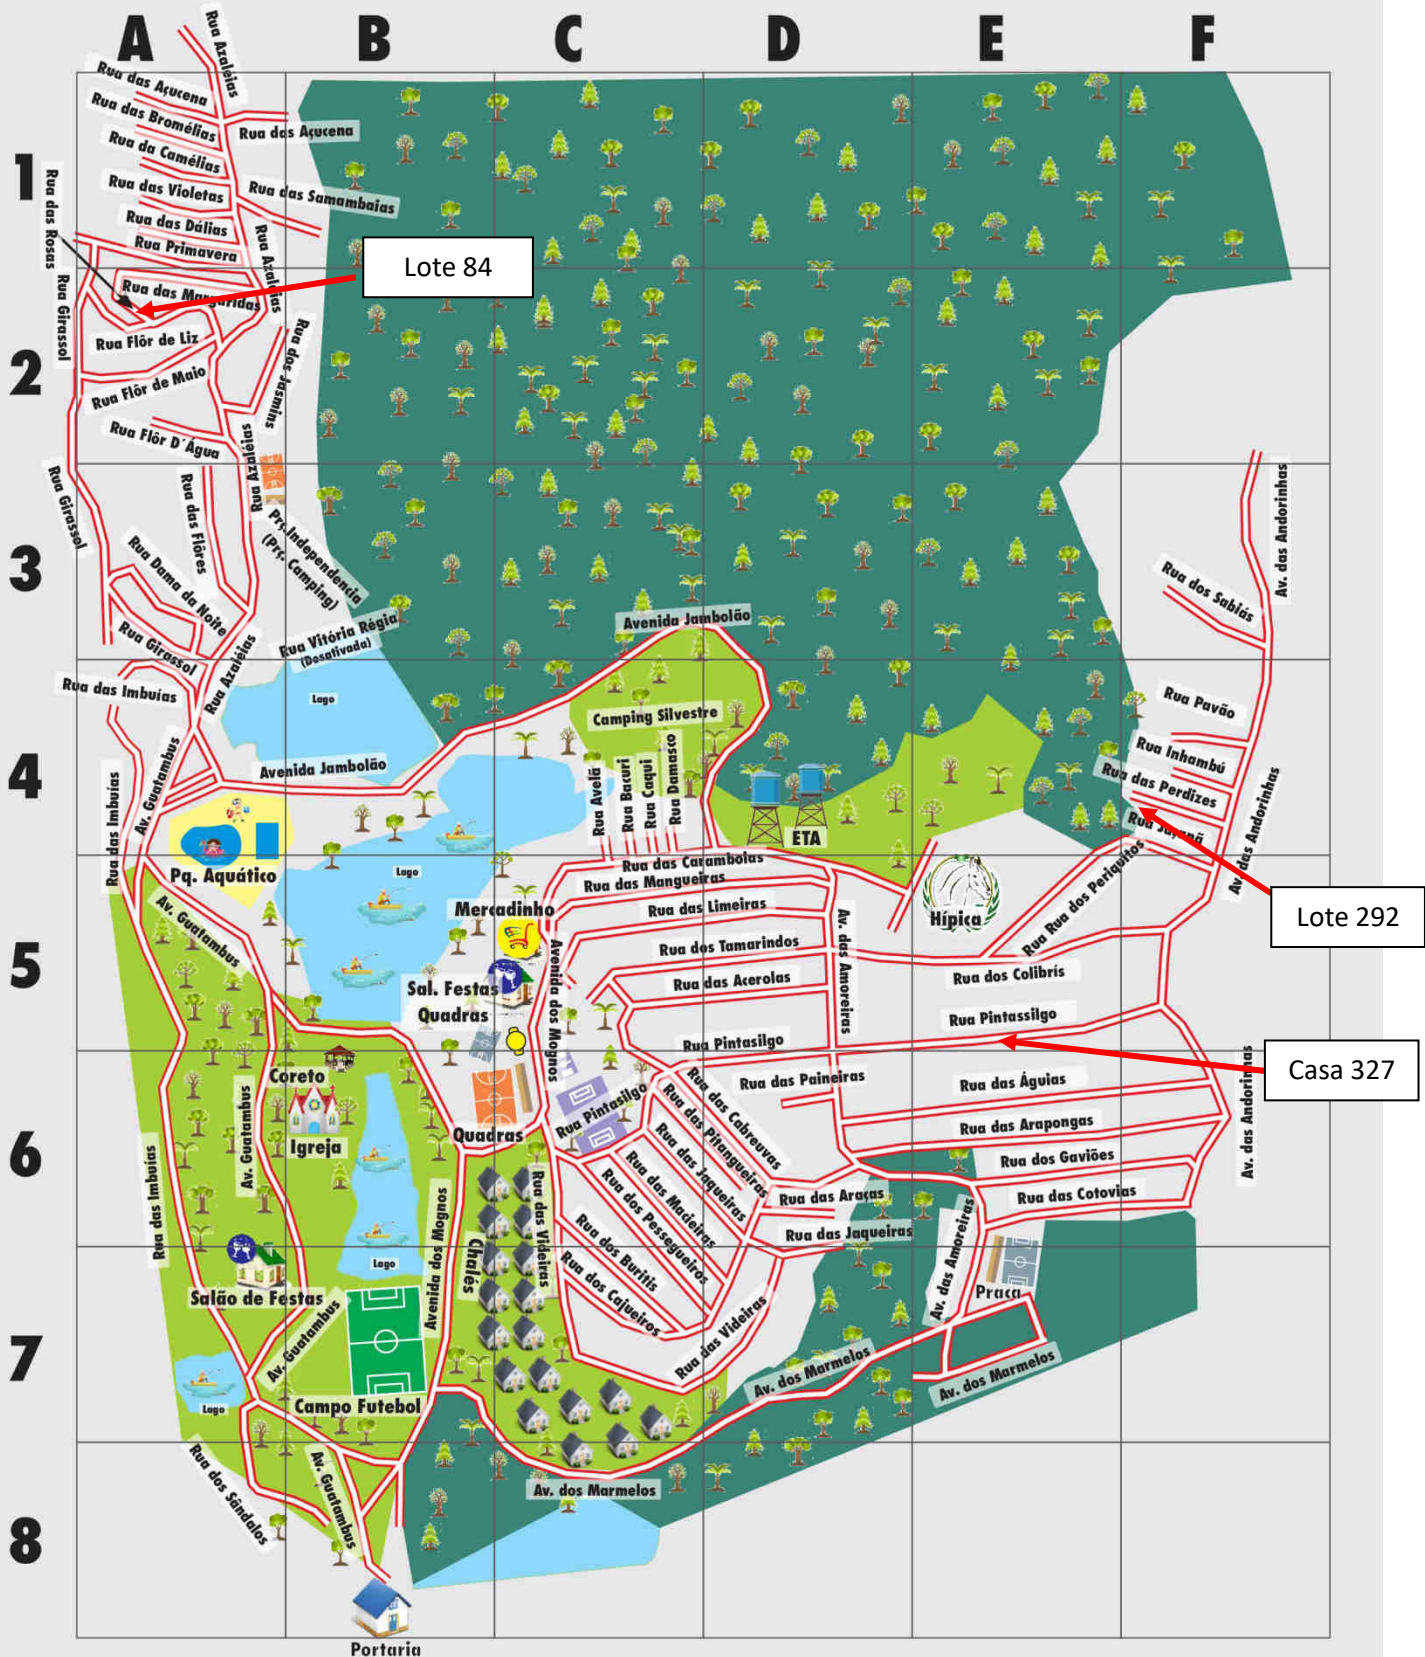 A
B
C
D
E
F
1
2
3
4
5
6
7
8
Rua Azaleias
Rua das Açucena
Rua das Bromélias
Rua das Açucena
Rua da Camélias
Rua das Violetas
Rua das Samambaias
Rua das Rosas
Rua das Dálias
Rua Primavera
Rua Azaléias
Lote 84
Rua Girassol
Rua das Margaridas
Rua Flôr de Liz
Rua dos Jasmins
Rua Flôr de Maio
Rua Flôr D´Água
Rua Azaléias
Rua Girassol
Rua das Flôres
Prç. Independencia
(Prç. Camping)
Rua Dama da Noite
Rua Girassol
Rua Vitória Régia
(Desativada)
Rua Azaléias
Rua das Imbuías
Lago
Avenida Jambolão
Camping Silvestre
Avenida Jambolão
Av. Guatambus
Rua das Imbuías
Rua Avelã
Rua Bacuri
Rua Caqui
Rua Damasco
ETA
Av. das Andorinhas
Rua dos Sabiás
Rua Pavão
Rua Inhambú
Rua das Perdizes
Rua Jaçanã
Av. das Andorinhas
Lote 292
Pq. Aquático
Lago
Rua das Carambolas
Rua das Mangueiras
Mercadinho
Rua das Limeiras
Av. Guatambus
Hípica
Rua Rua dos Periquitos
Rua dos Tamarindos
Av. das Amoreiras
Avenida dos Mognos
Rua das Acerolas
Rua dos Colibrís
Sal. Festas
Quadras
Rua Pintassilgo
Rua Pintasilgo
Casa 327
Coreto
Igreja
Av. Guatambus
Rua das Paineiras
Rua das Águias
Av. das Andorinhas
Quadras
Rua Pintasilgo
Rua das Cabreuvas
Rua das Pitangueiras
Rua das Jaqueiras
Rua das Arapongas
Rua dos Gaviões
Rua das Cotovias
Rua das Imbuías
Rua das Macieiras
Rua dos Pessegueiros
Rua das Araças
Rua das Jaqueiras
Rua das Videiras
Rua dos Buritis
Rua dos Cajueiros
Avenida dos Mognos
Chalés
Lago
Salão de Festas
Av. Guatambus
Av. das Amoreiras
Praça
Rua das Videiras
Av. dos Marmelos
Av. dos Marmelos
Lago
Campo Futebol
Rua dos Sândalos
Av. Guatambus
Av. dos Marmelos
Portaria